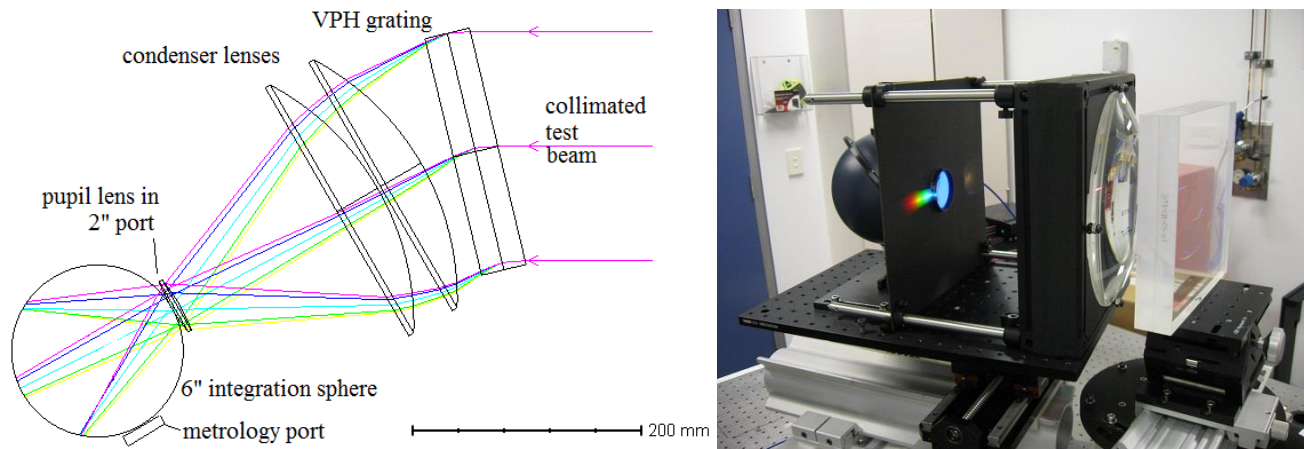 VPH grating
condenser lenses
collimated
test
beam
pupil lens in
2" port
6" integration sphere
metrology port
200 mm